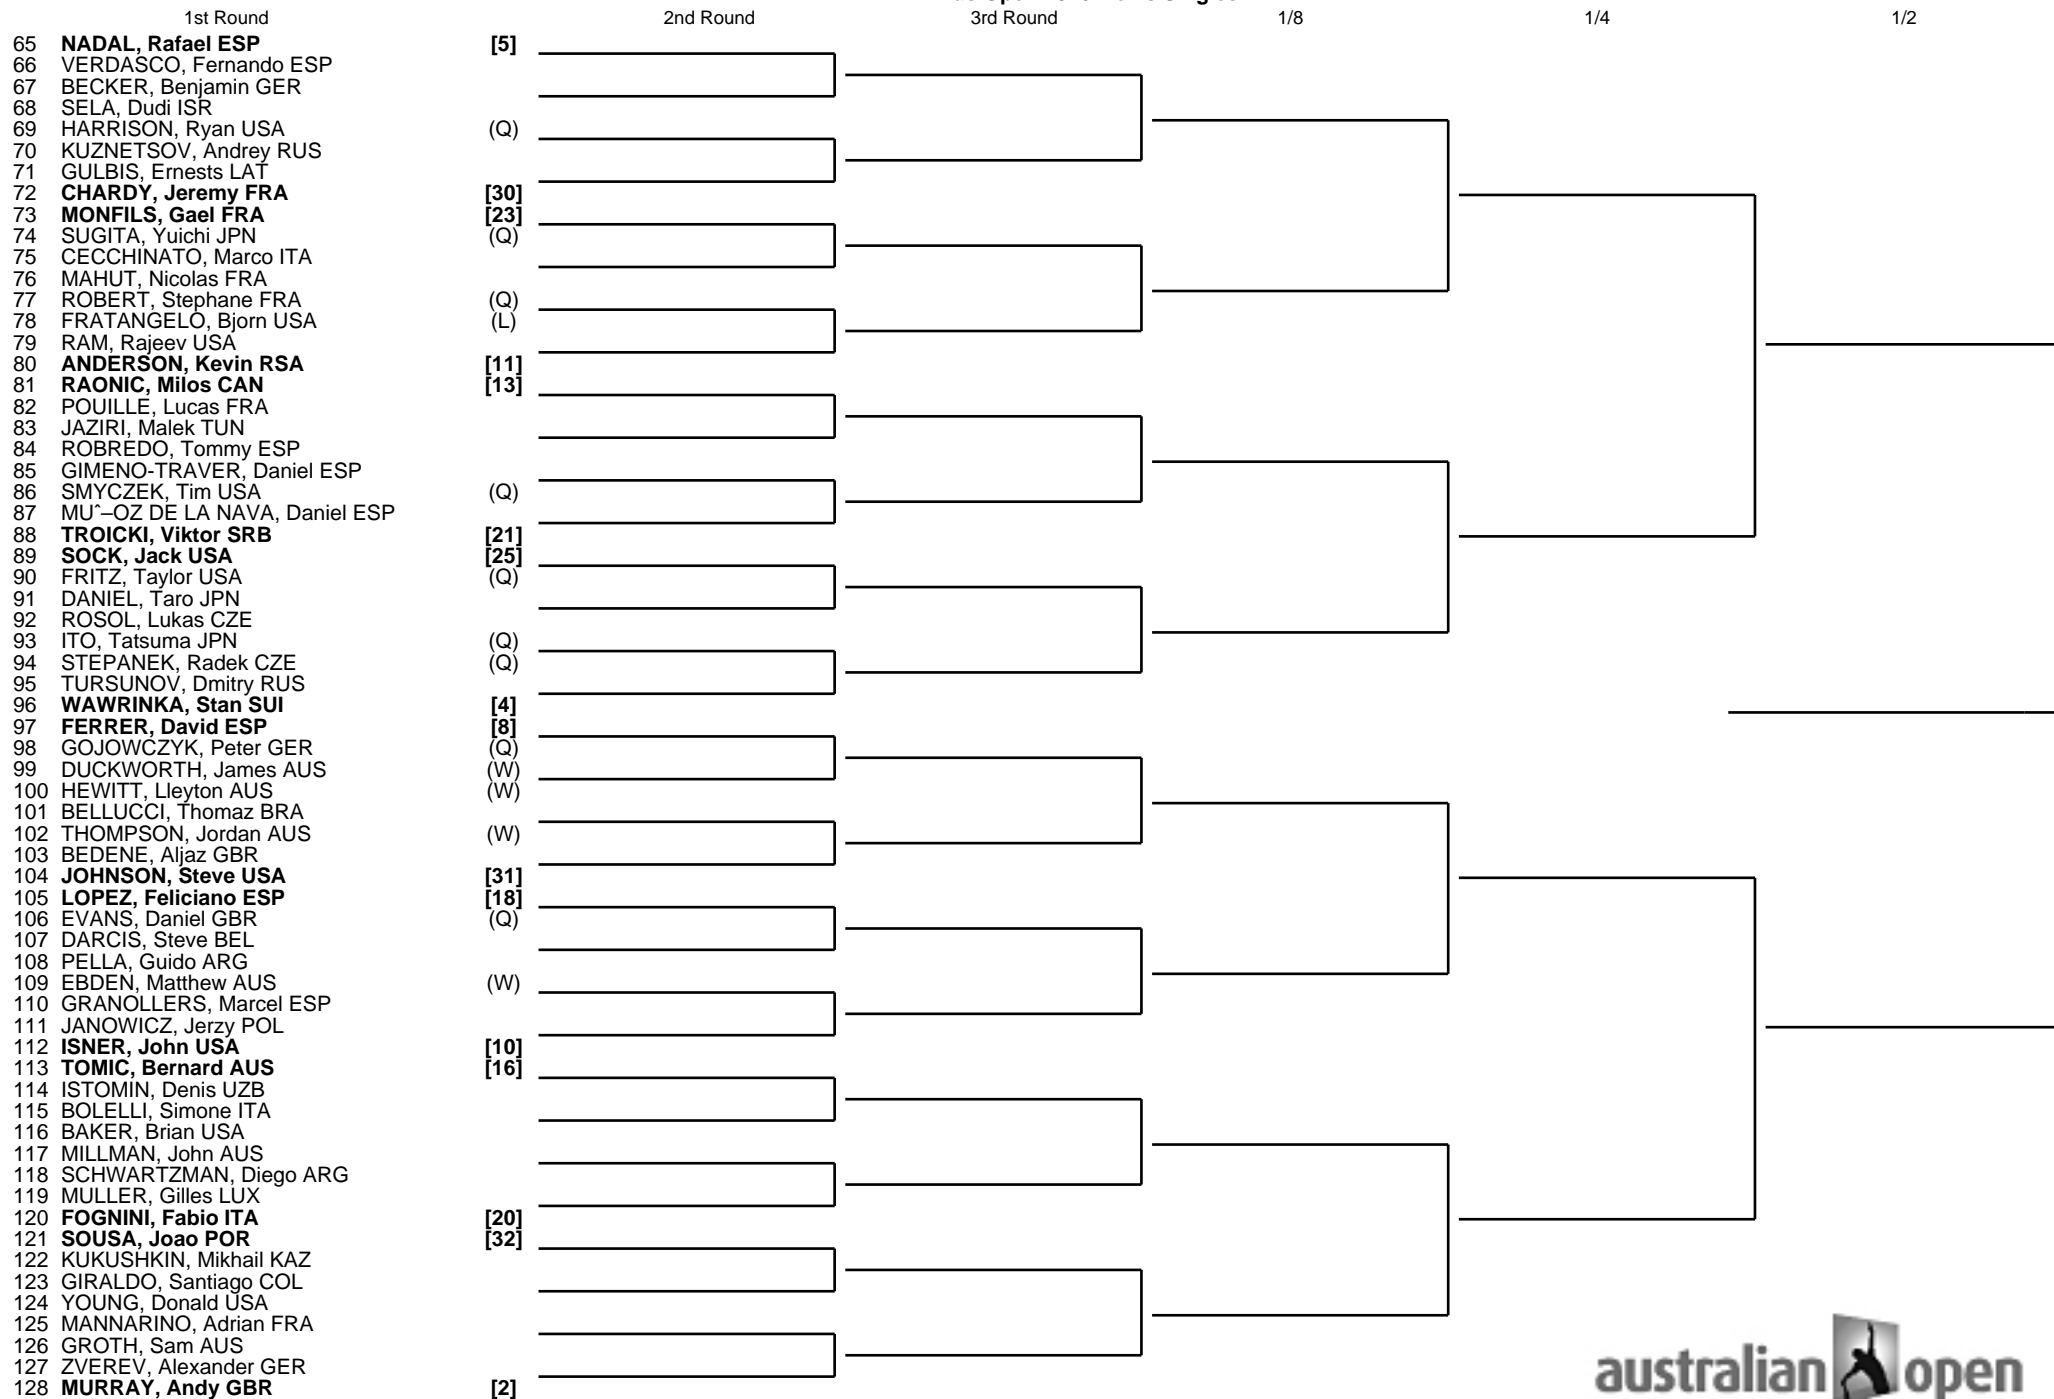 1st Round 2nd Round 3rd Round 1/8 1/4 1/2
65 NADAL, Rafael ESP [5]
66 VERDASCO, Fernando ESP
67 BECKER, Benjamin GER
68 SELA, Dudi ISR
69 HARRISON, Ryan USA (Q)
70 KUZNETSOV, Andrey RUS
71 GULBIS, Ernests LAT
72 CHARDY, Jeremy FRA [30]
73 MONFILS, Gael FRA [23]
74 SUGITA, Yuichi JPN (Q)
75 CECCHINATO, Marco ITA
76 MAHUT, Nicolas FRA
77 ROBERT, Stephane FRA (Q)
78 FRATANGELO, Bjorn USA (L)
79 RAM, Rajeev USA
80 ANDERSON, Kevin RSA [11]
81 RAONIC, Milos CAN [13]
82 POUILLE, Lucas FRA
83 JAZIRI, Malek TUN
84 ROBREDO, Tommy ESP
85 GIMENO-TRAVER, Daniel ESP
86 SMYCZEK, Tim USA (Q)
87 MUˆ–OZ DE LA NAVA, Daniel ESP
88 TROICKI, Viktor SRB [21]
89 SOCK, Jack USA [25]
90 FRITZ, Taylor USA (Q)
91 DANIEL, Taro JPN
92 ROSOL, Lukas CZE
93 ITO, Tatsuma JPN (Q)
94 STEPANEK, Radek CZE (Q)
95 TURSUNOV, Dmitry RUS
96 WAWRINKA, Stan SUI [4]
97 FERRER, David ESP [8]
98 GOJOWCZYK, Peter GER (Q)
99 DUCKWORTH, James AUS (W)
100 HEWITT, Lleyton AUS (W)
101 BELLUCCI, Thomaz BRA
102 THOMPSON, Jordan AUS (W)
103 BEDENE, Aljaz GBR
104 JOHNSON, Steve USA [31]
105 LOPEZ, Feliciano ESP [18]
106 EVANS, Daniel GBR (Q)
107 DARCIS, Steve BEL
108 PELLA, Guido ARG
109 EBDEN, Matthew AUS (W)
110 GRANOLLERS, Marcel ESP
111 JANOWICZ, Jerzy POL
112 ISNER, John USA [10]
113 TOMIC, Bernard AUS [16]
114 ISTOMIN, Denis UZB
115 BOLELLI, Simone ITA
116 BAKER, Brian USA
117 MILLMAN, John AUS
118 SCHWARTZMAN, Diego ARG
119 MULLER, Gilles LUX
120 FOGNINI, Fabio ITA [20]
121 SOUSA, Joao POR [32]
122 KUKUSHKIN, Mikhail KAZ
123 GIRALDO, Santiago COL
124 YOUNG, Donald USA
125 MANNARINO, Adrian FRA
126 GROTH, Sam AUS
127 ZVEREV, Alexander GER
128 MURRAY, Andy GBR [2]
australian open